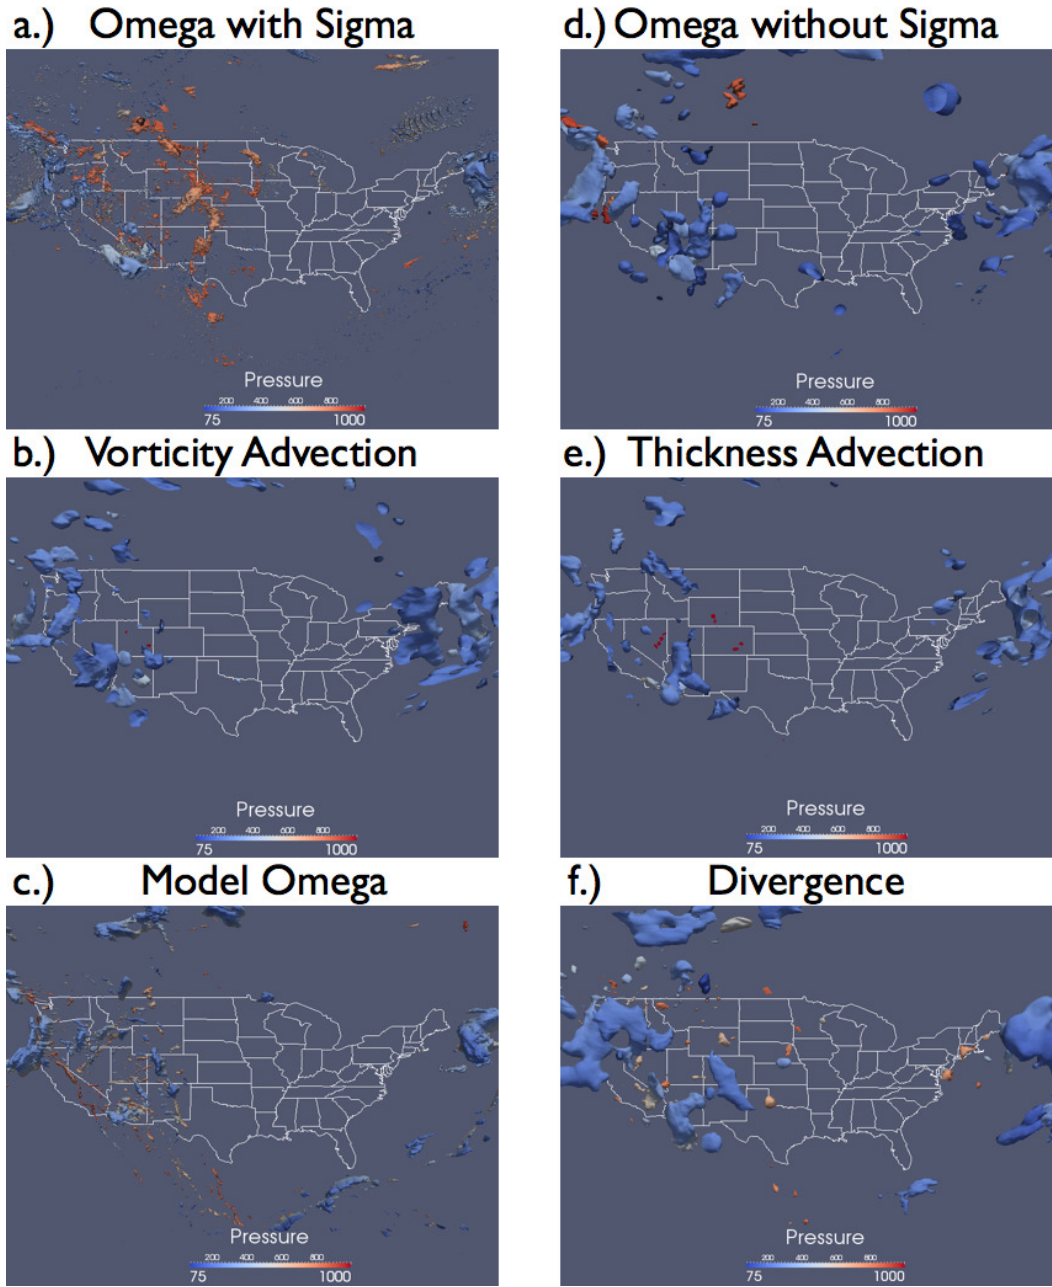 a.) Omega with Sigma
Pressure
200 400 600 800
75 1000
d.) Omega without Sigma
Pressure
200 400 600 800
75 1000
b.) Vorticity Advection
Pressure
200 400 600 800
75 1000
e.) Thickness Advection
Pressure
200 400 600 800
75 1000
c.) Model Omega
Pressure
200 400 600 800
75 1000
f.) Divergence
Pressure
200 400 600 800
75 1000